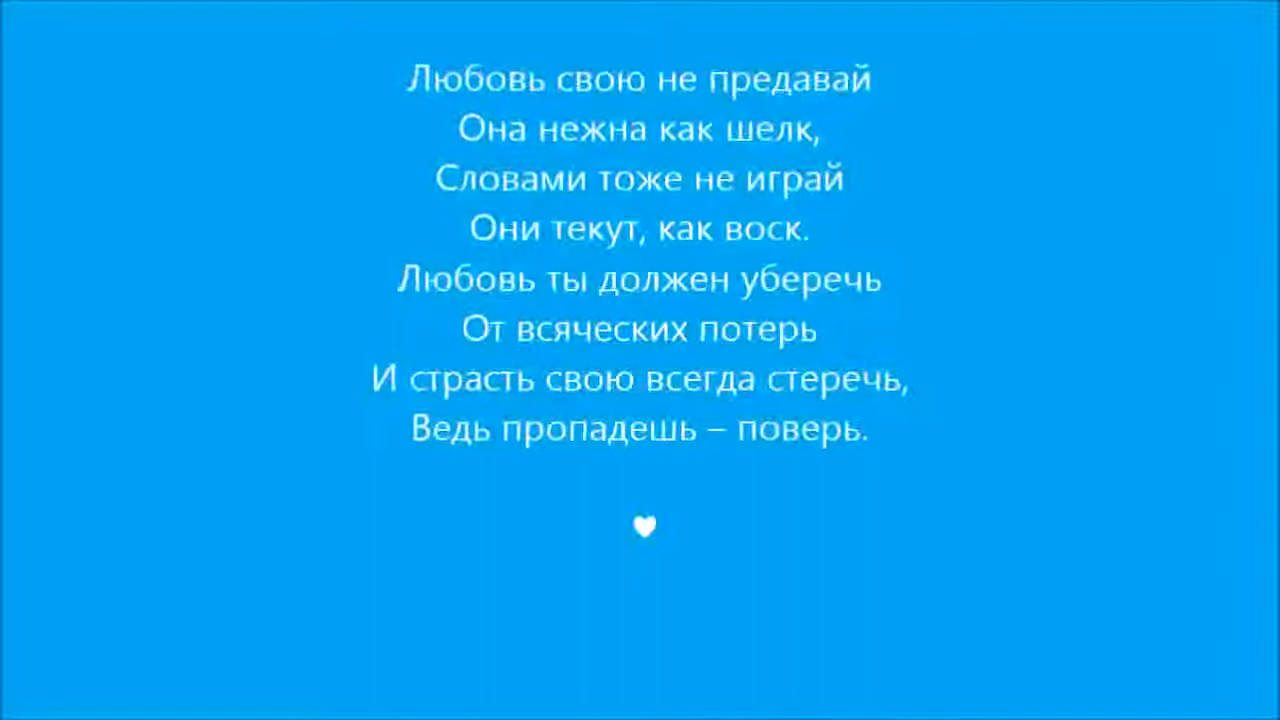 Любовь свою не предавай
Она нежна как шелк,
Словами тоже не играй
Они текут, как воск.
Любовь ты должен уберечь
От всяческих потерь
И страсть свою всегда стеречь,
Ведь пропадешь – поверь.